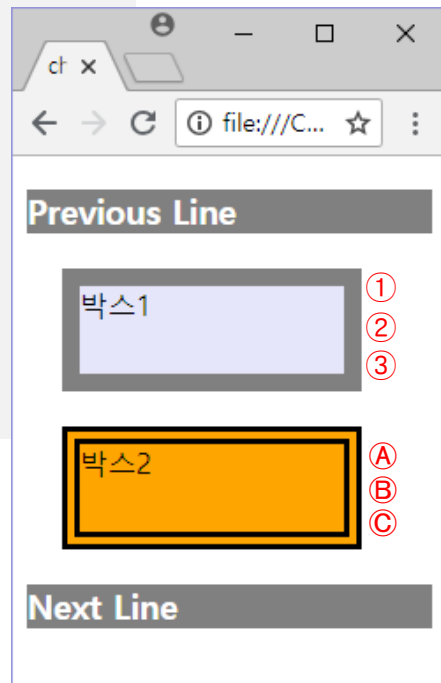 ch
file:///C...
Previous Line
박스1
①
②
③
박스2
Ⓐ
Ⓑ
Ⓒ
Next Line